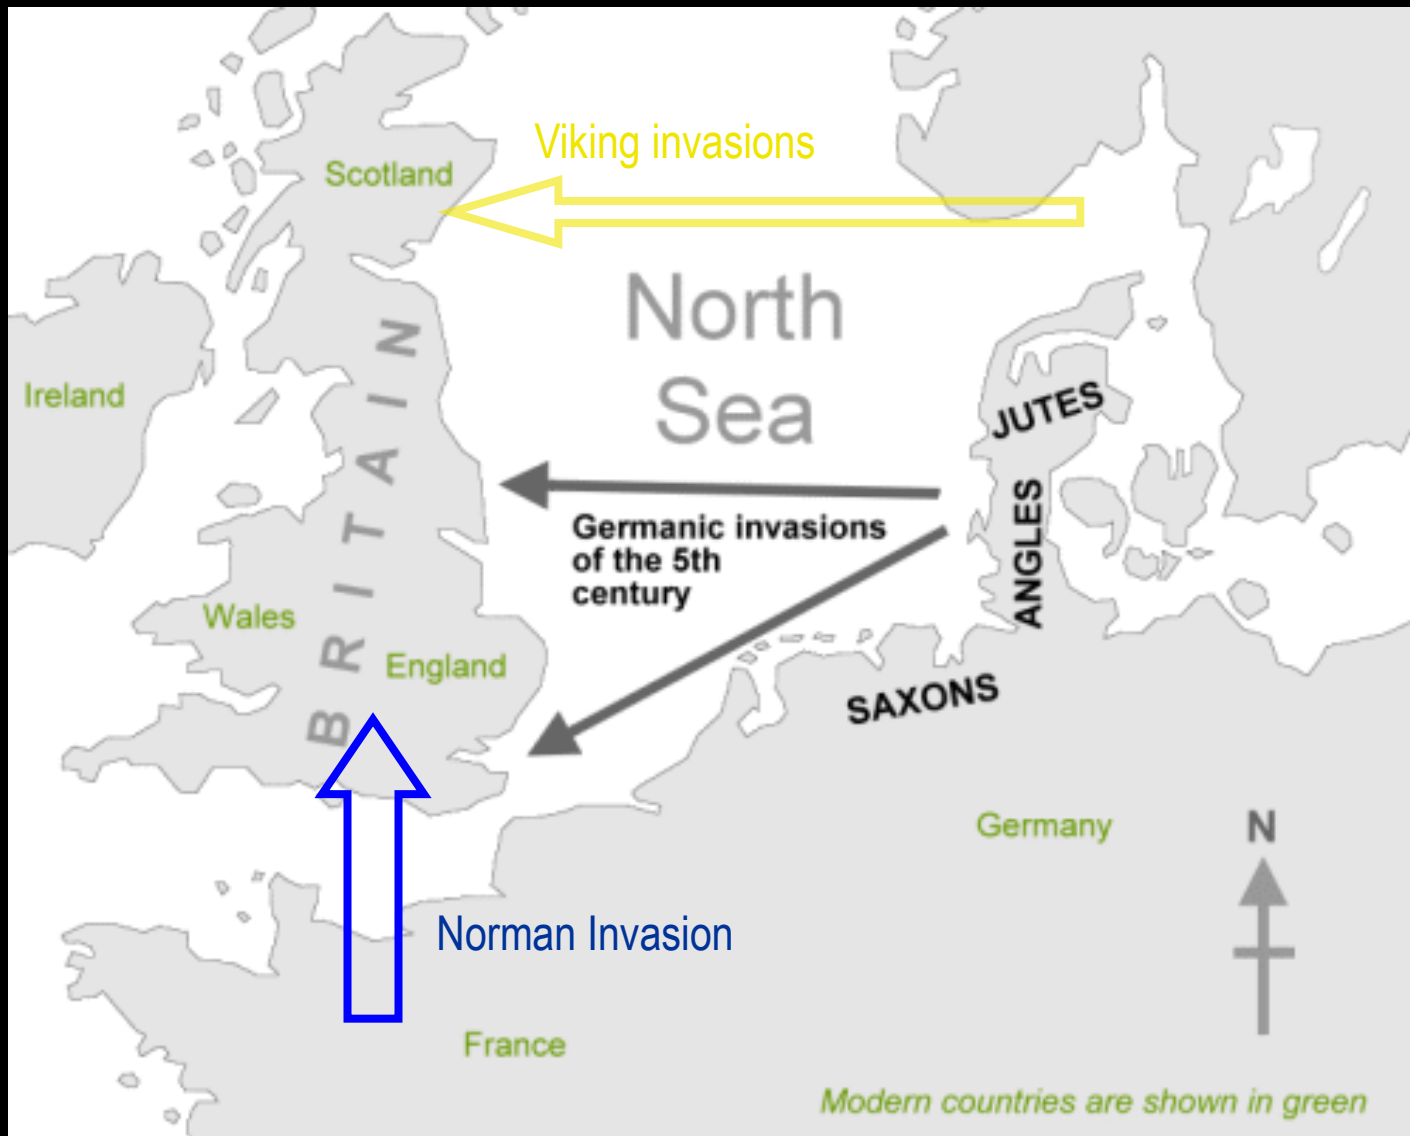 Viking invasions
Scotland
North
Sea
Ireland
BRITAIN
JUTES
ANGLES
Germanic invasions
of the 5th
century
Wales
England
SAXONS
Germany
N
Norman Invasion
France
Modern countries are shown in green